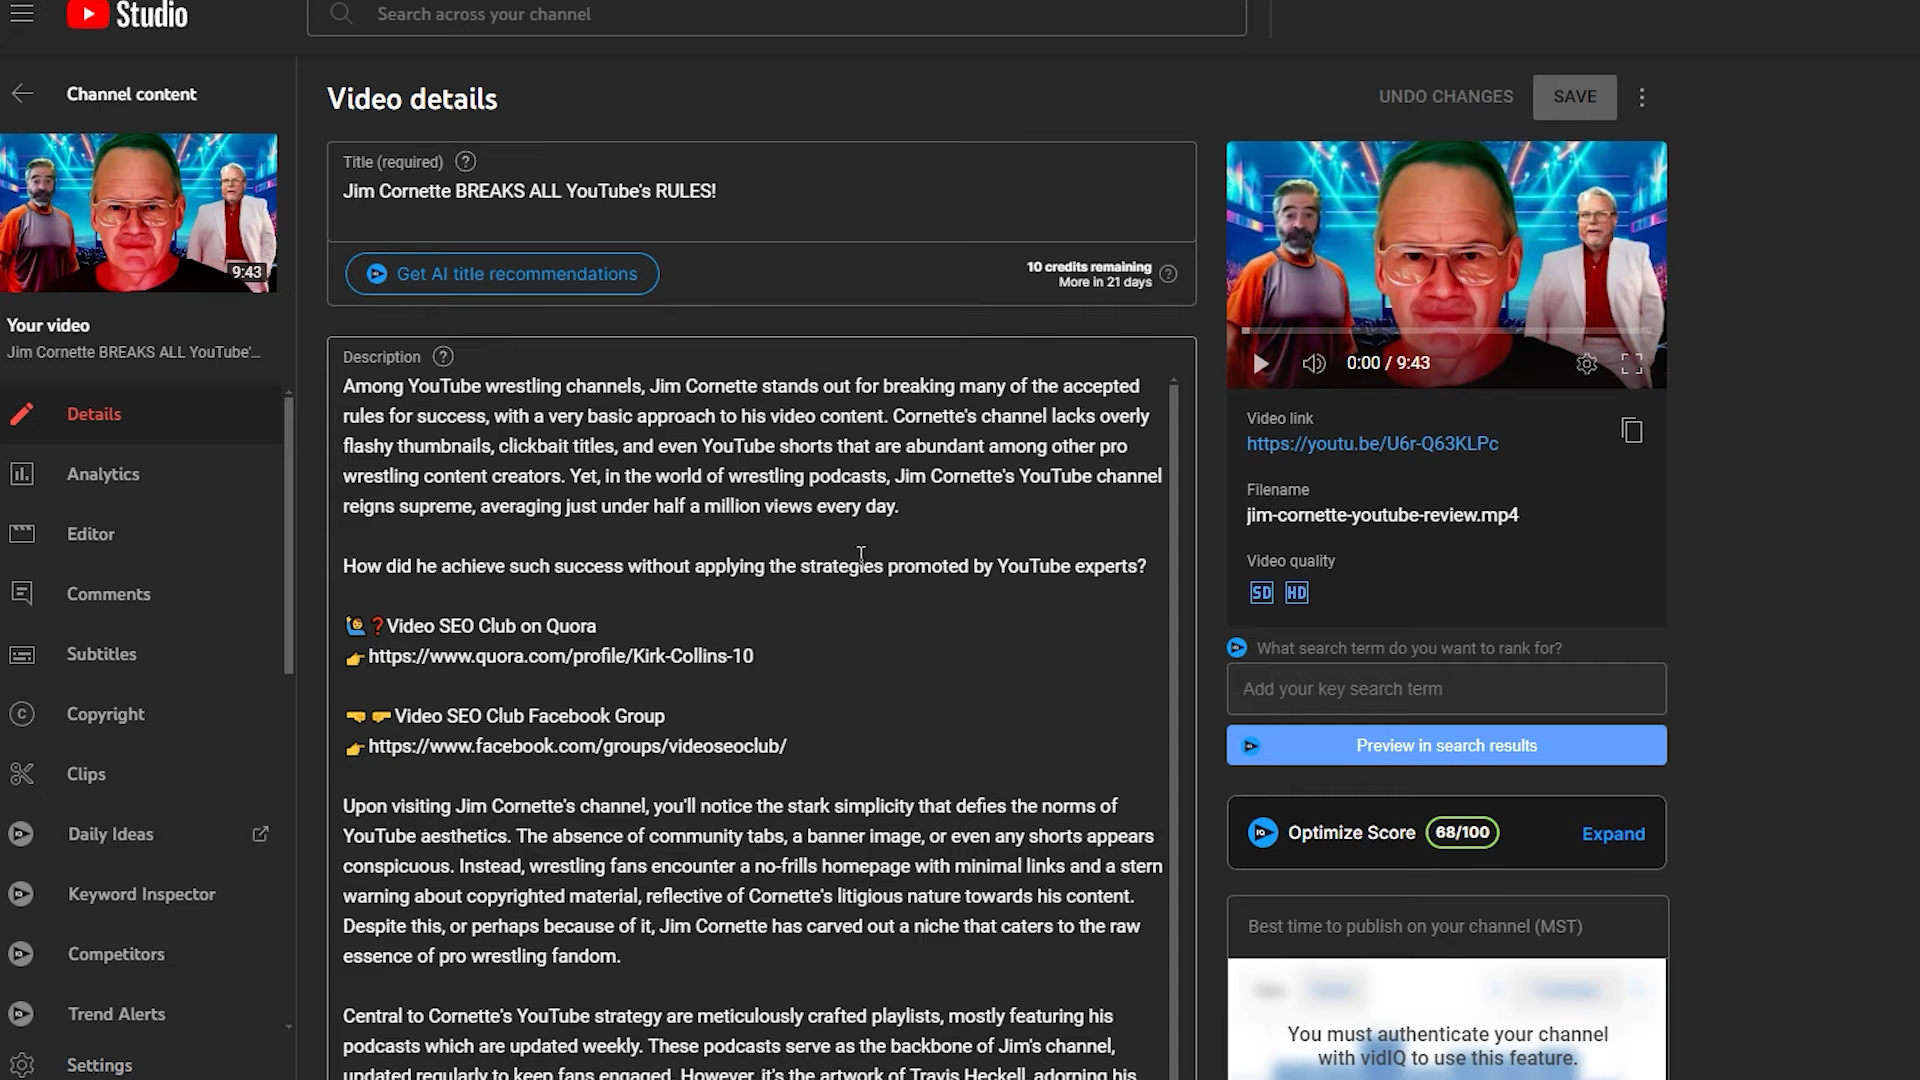 Studio
Search across your channel
Channel content
9:43
Your video
Jim Cornette BREAKS ALL YouTube'...
Details
Analytics
Editor
Comments
Subtitles
Copyright
Clips
Daily Ideas
Keyword Inspector
Competitors
Trend Alerts
Settings
Video details
UNDO CHANGES
SAVE
Title (required)
Jim Cornette BREAKS ALL YouTube's RULES!
Get AI title recommendations
10 credits remaining
More in 21 days
Description
Among YouTube wrestling channels, Jim Cornette stands out for breaking many of the accepted
rules for success, with a very basic approach to his video content. Cornette's channel lacks overly
flashy thumbnails, clickbait titles, and even YouTube shorts that are abundant among other pro
wrestling content creators. Yet, in the world of wrestling podcasts, Jim Cornette's YouTube channel
reigns supreme, averaging just under half a million views every day.
How did he achieve such success without applying the strategies promoted by YouTube experts?
🙋❓Video SEO Club on Quora
👉https://www.quora.com/profile/Kirk-Collins-10
🤜🤛Video SEO Club Facebook Group
👉https://www.facebook.com/groups/videoseoclub/
Upon visiting Jim Cornette's channel, you'll notice the stark simplicity that defies the norms of
YouTube aesthetics. The absence of community tabs, a banner image, or even any shorts appears
conspicuous. Instead, wrestling fans encounter a no-frills homepage with minimal links and a stern
warning about copyrighted material, reflective of Cornette's litigious nature towards his content.
Despite this, or perhaps because of it, Jim Cornette has carved out a niche that caters to the raw
essence of pro wrestling fandom.
Central to Cornette's YouTube strategy are meticulously crafted playlists, mostly featuring his
podcasts which are updated weekly. These podcasts serve as the backbone of Jim's channel,
updated regularly to keep fans engaged. However, it's the artwork of Travis Heckell, adorning his
0:00 / 9:43
Video link
https://youtu.be/U6r-Q63KLPc
Filename
jim-cornette-youtube-review.mp4
Video quality
SD HD
What search term do you want to rank for?
Add your key search term
Preview in search results
Optimize Score 68/100 Expand
Best time to publish on your channel (MST)
You must authenticate your channel
with vidIQ to use this feature.